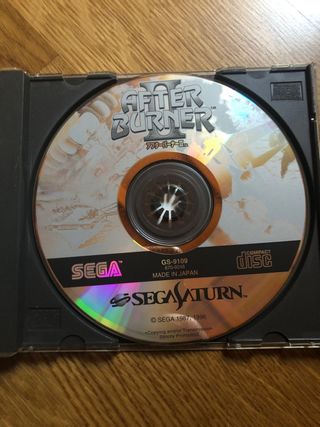 AFTER
BURNER
II
アフターバーナーII
SEGA
GS-9109
MADE IN JAPAN
COMPACT
disc
SEGA SATURN
© SEGA 1987, 1996